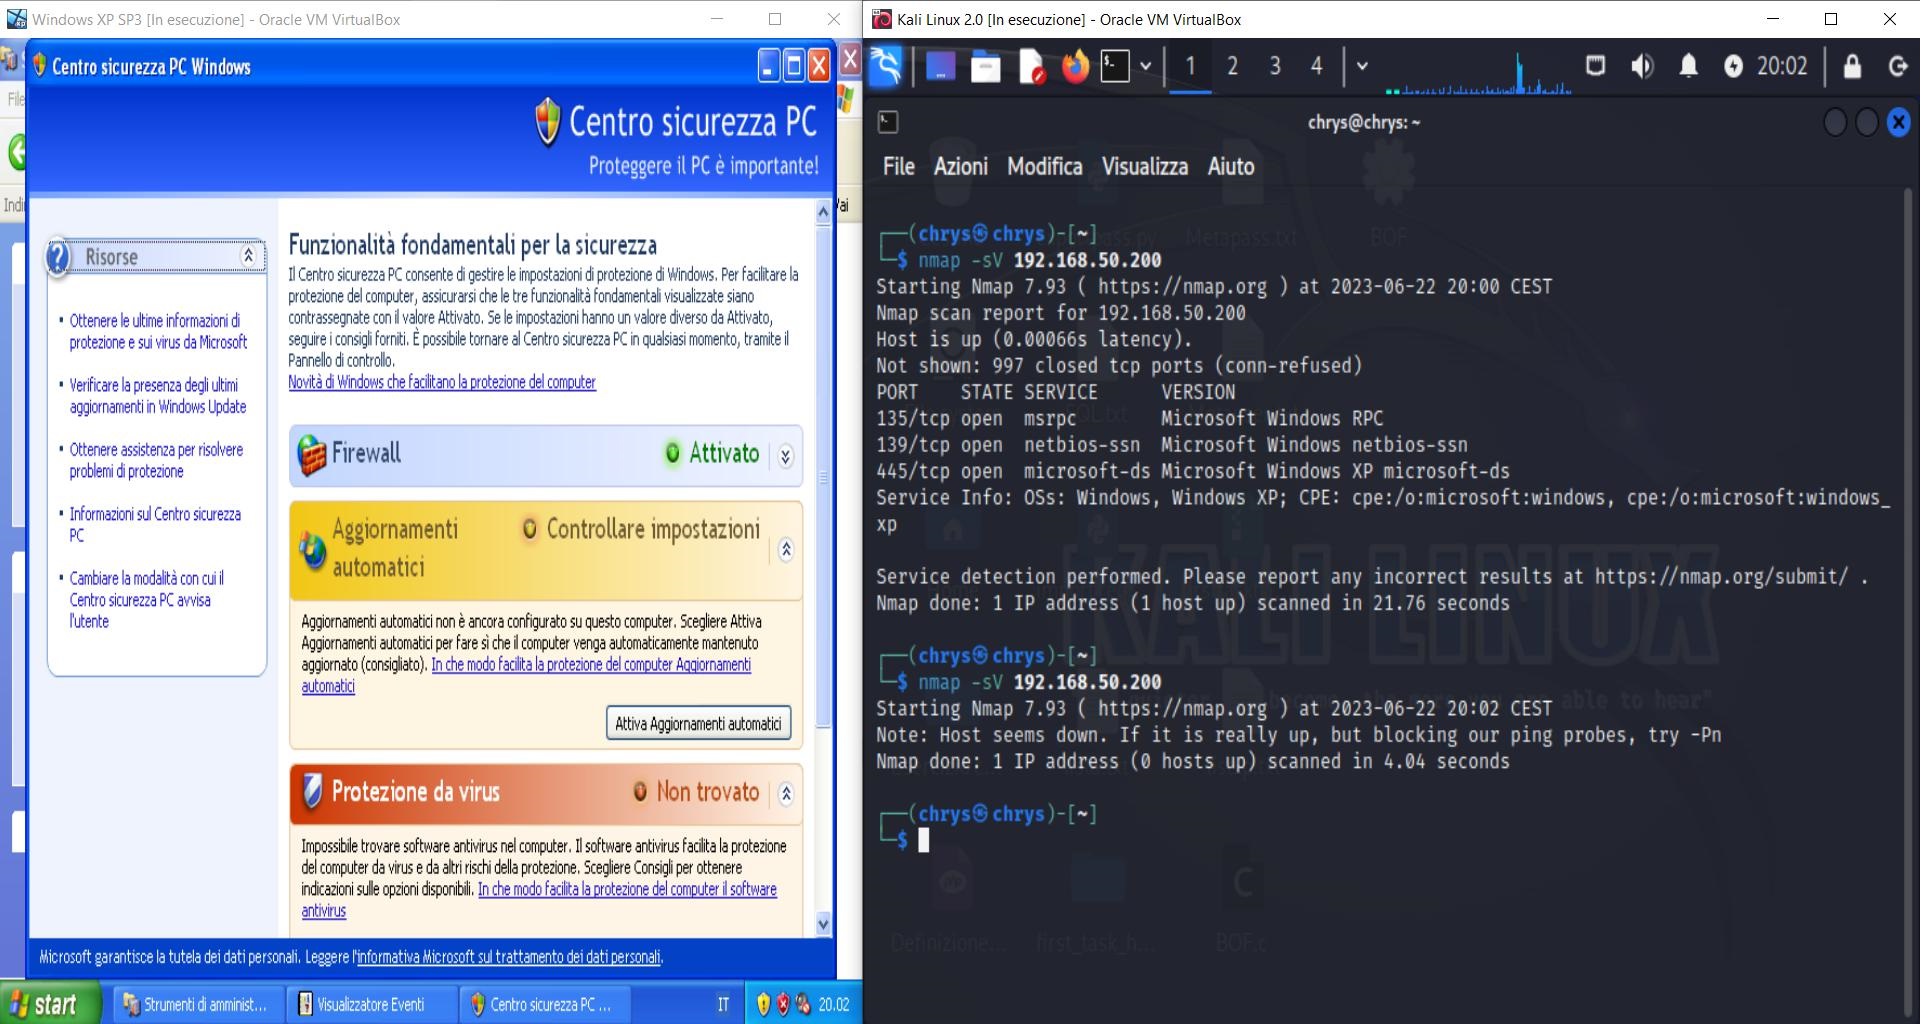 Windows XP SP3 [In esecuzione] - Oracle VM VirtualBox
Centro sicurezza PC Windows
File
Centro sicurezza PC
Proteggere il PC è importante!
Indi
Vai
Risorse
Ottenere le ultime informazioni di
protezione e sui virus da Microsoft
Verificare la presenza degli ultimi
aggiornamenti in Windows Update
Ottenere assistenza per risolvere
problemi di protezione
Informazioni sul Centro sicurezza
PC
Cambiare la modalità con cui il
Centro sicurezza PC avvisa
l'utente
Funzionalità fondamentali per la sicurezza
Il Centro sicurezza PC consente di gestire le impostazioni di protezione di Windows. Per facilitare la
protezione del computer, assicurarsi che le tre funzionalità fondamentali visualizzate siano
contrassegnate con il valore Attivato. Se le impostazioni hanno un valore diverso da Attivato,
seguire i consigli forniti. È possibile tornare al Centro sicurezza PC in qualsiasi momento, tramite il
Pannello di controllo.
Novità di Windows che facilitano la protezione del computer
Firewall Attivato
Aggiornamenti
automatici
Controllare impostazioni
Aggiornamenti automatici non è ancora configurato su questo computer. Scegliere Attiva
Aggiornamenti automatici per fare sì che il computer venga automaticamente mantenuto
aggiornato (consigliato). In che modo facilita la protezione del computer Aggiornamenti
automatici
Attiva Aggiornamenti automatici
Protezione da virus Non trovato
Impossibile trovare software antivirus nel computer. Il software antivirus facilita la protezione
del computer da virus e da altri rischi della protezione. Scegliere Consigli per ottenere
indicazioni sulle opzioni disponibili. In che modo facilita la protezione del computer il software
antivirus
Microsoft garantisce la tutela dei dati personali. Leggere l'informativa Microsoft sul trattamento dei dati personali.
start
Strumenti di amminist...
Visualizzatore Eventi
Centro sicurezza PC ...
IT
20.02
Kali Linux 2.0 [In esecuzione] - Oracle VM VirtualBox
1 2 3 4
20:02
chrys@chrys: ~
File Azioni Modifica Visualizza Aiuto
┌──(chrys㉿chrys)-[~]
└─$ nmap -sV 192.168.50.200
Starting Nmap 7.93 ( https://nmap.org ) at 2023-06-22 20:00 CEST
Nmap scan report for 192.168.50.200
Host is up (0.00066s latency).
Not shown: 997 closed tcp ports (conn-refused)
PORT STATE SERVICE VERSION
135/tcp open msrpc Microsoft Windows RPC
139/tcp open netbios-ssn Microsoft Windows netbios-ssn
445/tcp open microsoft-ds Microsoft Windows XP microsoft-ds
Service Info: OSs: Windows, Windows XP; CPE: cpe:/o:microsoft:windows, cpe:/o:microsoft:windows_
xp
Service detection performed. Please report any incorrect results at https://nmap.org/submit/ .
Nmap done: 1 IP address (1 host up) scanned in 21.76 seconds
┌──(chrys㉿chrys)-[~]
└─$ nmap -sV 192.168.50.200
Starting Nmap 7.93 ( https://nmap.org ) at 2023-06-22 20:02 CEST
Note: Host seems down. If it is really up, but blocking our ping probes, try -Pn
Nmap done: 1 IP address (0 hosts up) scanned in 4.04 seconds
┌──(chrys㉿chrys)-[~]
└─$
Metapass.txt
BOF
KALI LINUX
able to hear"
Definizione...
first_task_h...
BOF.c